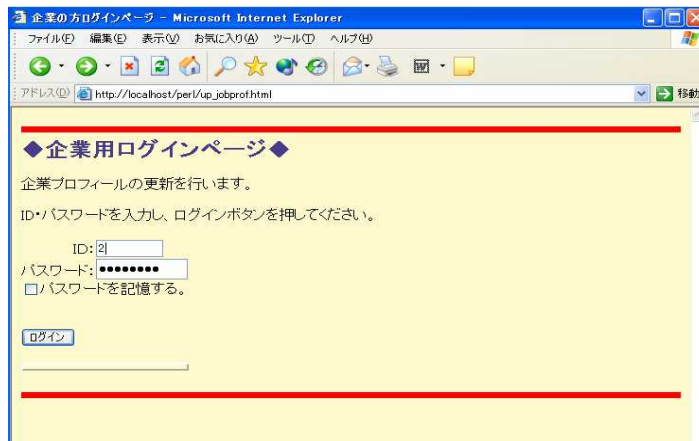 企業の方ログインページ - Microsoft Internet Explorer
ファイル(F) 編集(E) 表示(V) お気に入り(A) ツール(T) ヘルプ(H)
アドレス(D) http://localhost/perl/up_jobprof.html 移動
◆企業用ログインページ◆
企業プロフィールの更新を行います。
ID・パスワードを入力し、ログインボタンを押してください。
ID: 2
パスワード: ●●●●●●●●
パスワードを記憶する。
ログイン